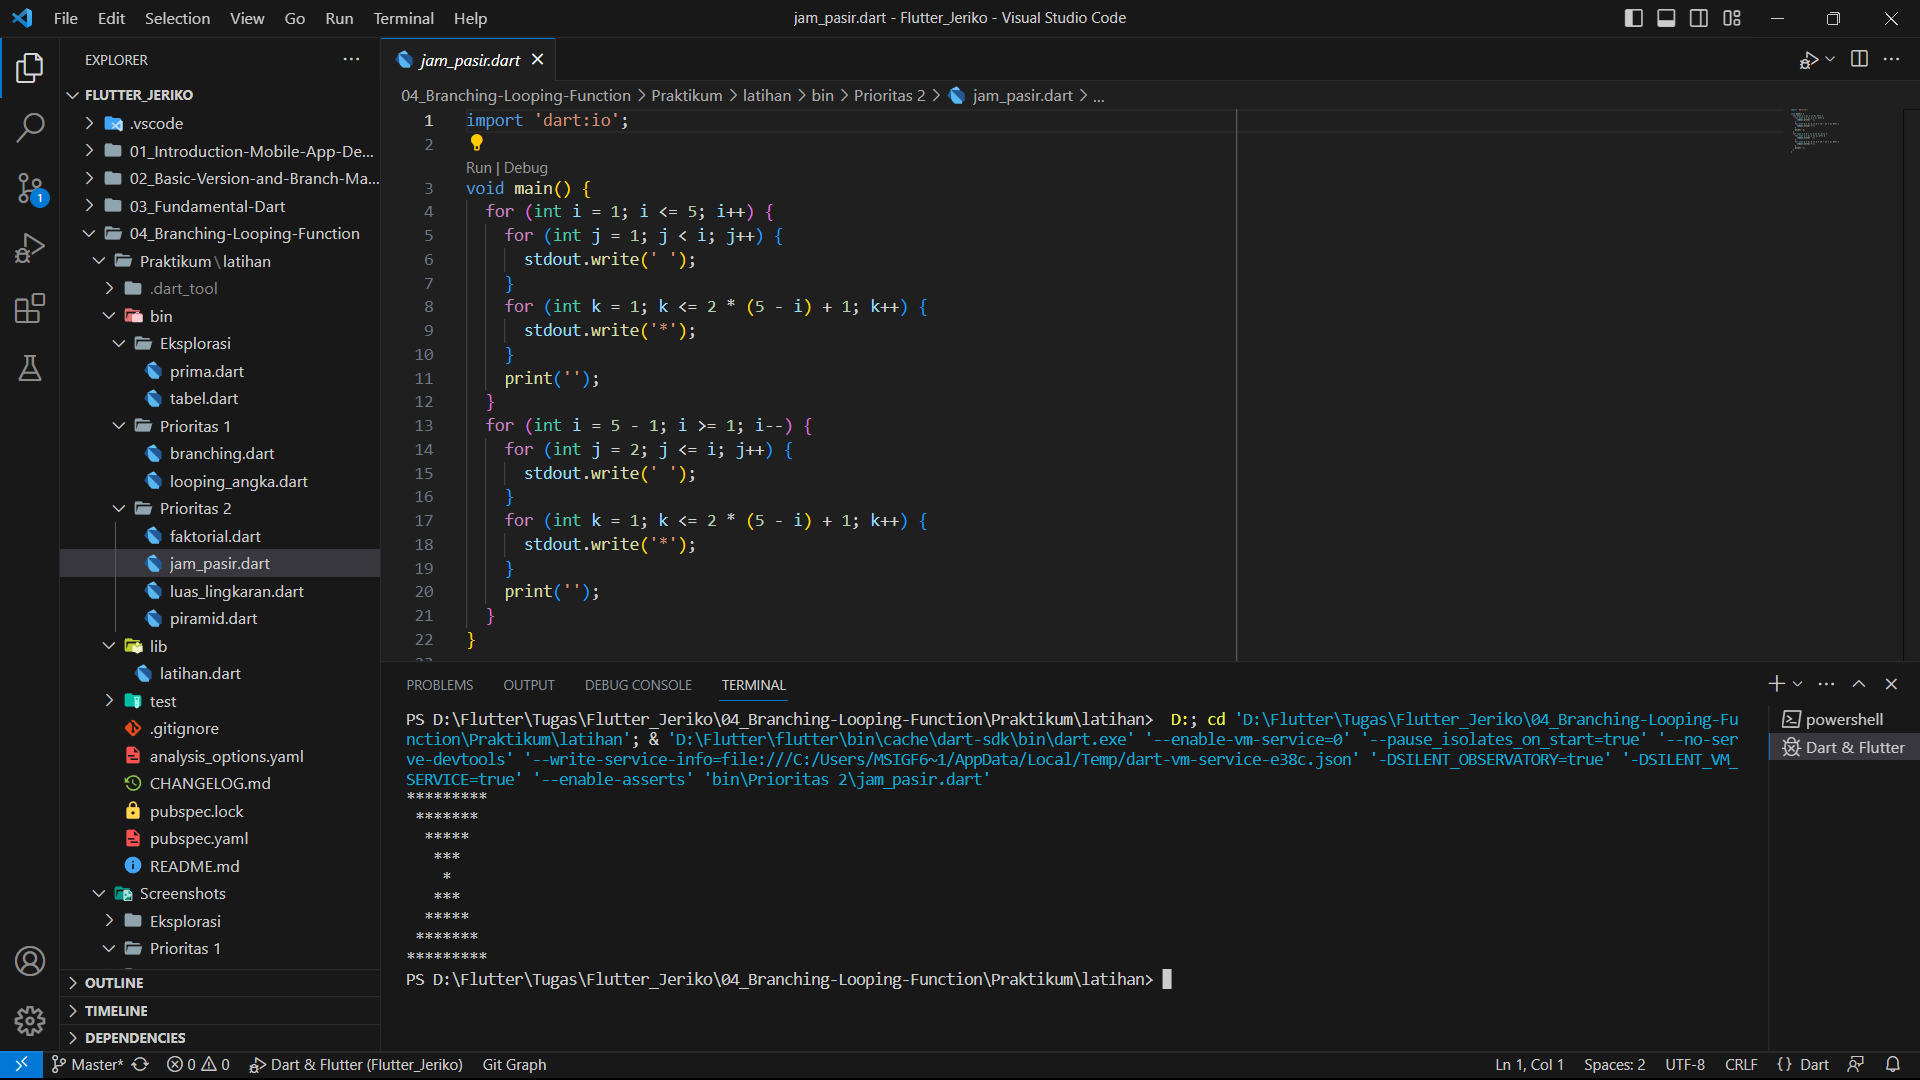 File Edit Selection View Go Run Terminal Help
jam_pasir.dart - Flutter_Jeriko - Visual Studio Code
EXPLORER
FLUTTER_JERIKO
.vscode
01_Introduction-Mobile-App-De...
02_Basic-Version-and-Branch-Ma...
03_Fundamental-Dart
04_Branching-Looping-Function
Praktikum\latihan
.dart_tool
bin
Eksplorasi
prima.dart
tabel.dart
Prioritas 1
branching.dart
looping_angka.dart
Prioritas 2
faktorial.dart
jam_pasir.dart
luas_lingkaran.dart
piramid.dart
lib
latihan.dart
test
.gitignore
analysis_options.yaml
CHANGELOG.md
pubspec.lock
pubspec.yaml
README.md
Screenshots
Eksplorasi
Prioritas 1
OUTLINE
TIMELINE
DEPENDENCIES
1
jam_pasir.dart
04_Branching-Looping-Function > Praktikum > latihan > bin > Prioritas 2 > jam_pasir.dart > ...
1 import 'dart:io';
2
Run | Debug
3 void main() {
4   for (int i = 1; i <= 5; i++) {
5     for (int j = 1; j < i; j++) {
6       stdout.write(' ');
7     }
8     for (int k = 1; k <= 2 * (5 - i) + 1; k++) {
9       stdout.write('*');
10     }
11     print('');
12   }
13   for (int i = 5 - 1; i >= 1; i--) {
14     for (int j = 2; j <= i; j++) {
15       stdout.write(' ');
16     }
17     for (int k = 1; k <= 2 * (5 - i) + 1; k++) {
18       stdout.write('*');
19     }
20     print('');
21   }
22 }
PROBLEMS OUTPUT DEBUG CONSOLE TERMINAL
PS D:\Flutter\Tugas\Flutter_Jeriko\04_Branching-Looping-Function\Praktikum\latihan>  D:; cd 'D:\Flutter\Tugas\Flutter_Jeriko\04_Branching-Looping-Fu
nction\Praktikum\latihan'; & 'D:\Flutter\flutter\bin\cache\dart-sdk\bin\dart.exe' '--enable-vm-service=0' '--pause_isolates_on_start=true' '--no-ser
ve-devtools' '--write-service-info=file:///C:/Users/MSIGF6~1/AppData/Local/Temp/dart-vm-service-e38c.json' '-DSILENT_OBSERVATORY=true' '-DSILENT_VM_
SERVICE=true' '--enable-asserts' 'bin\Prioritas 2\jam_pasir.dart'
*********
 *******
  *****
   ***
    *
   ***
  *****
 *******
*********
PS D:\Flutter\Tugas\Flutter_Jeriko\04_Branching-Looping-Function\Praktikum\latihan>
powershell
Dart & Flutter
Master* 0 0 Dart & Flutter (Flutter_Jeriko) Git Graph
Ln 1, Col 1 Spaces: 2 UTF-8 CRLF {} Dart